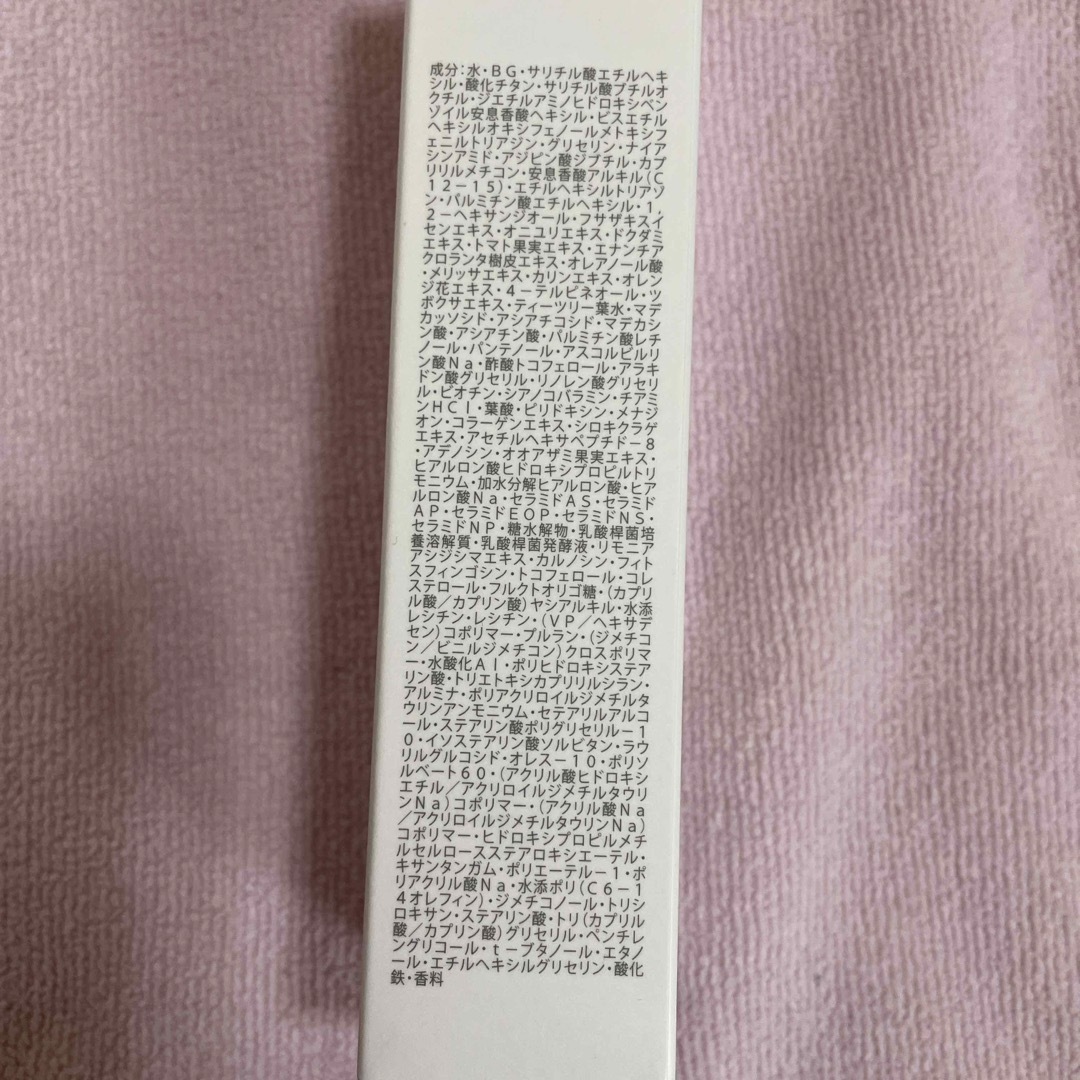 成分:水・BG・サリチル酸エチルヘキ
シル・酸化チタン・サリチル酸ブチルオ
クチル・ジエチルアミノヒドロキシベン
ゾイル安息香酸ヘキシル・ビスエチル
ヘキシルオキシフェノールメトキシフ
ェニルトリアジン・グリセリン・ナイア
シンアミド・アジピン酸ジブチル・カプ
リリルメチコン・安息香酸アルキル(C
12-15)・エチルヘキシルトリアゾ
ン・パルミチン酸エチルヘキシル・1,
2-ヘキサンジオール・フサザキスイ
センエキス・オニユリエキス・ドクダミ
エキス・トマト果実エキス・エナンチア
クロランタ樹皮エキス・オレアノール酸
・メリッサエキス・カリンエキス・オレン
ジ花エキス・4-テルピネオール・ツ
ボクサエキス・ティーツリー葉水・マデ
カッソシド・アシアチコシド・マデカシ
ン酸・アシアチン酸・パルミチン酸レチ
ノール・パンテノール・アスコルビルリ
ン酸Na・酢酸トコフェロール・アラキ
ドン酸グリセリル・リノレン酸グリセリ
ル・ビオチン・シアノコバラミン・チアミ
ンHCI・葉酸・ピリドキシン・メナジ
オン・コラーゲンエキス・シロキクラゲ
エキス・アセチルヘキサペプチド-8
・アデノシン・オオアザミ果実エキス・
ヒアルロン酸ヒドロキシプロピルトリ
モニウム・加水分解ヒアルロン酸・ヒア
ルロン酸Na・セラミドAS・セラミド
AP・セラミドEOP・セラミドNS・
セラミドNP・糖水解物・乳酸桿菌培
養溶解質・乳酸桿菌発酵液・リモニア
アシジシマエキス・カルノシン・フィト
スフィンゴシン・トコフェロール・コレ
ステロール・フルクトオリゴ糖・(カプリ
ル酸/カプリン酸)ヤシアルキル・水添
レシチン・レシチン・(VP/ヘキサデ
セン)コポリマー・プルラン・(ジメチコ
ン/ビニルジメチコン)クロスポリマ
ー・水酸化AI・ポリヒドロキシステア
リン酸・トリエトキシカプリリルシラン・
アルミナ・ポリアクリロイルジメチルタ
ウリンアンモニウム・セテアリルアルコ
ール・ステアリン酸ポリグリセリル-1
0・イソステアリン酸ソルビタン・ラウ
リルグルコシド・オレス-10・ポリソ
ルベート60・(アクリル酸ヒドロキシ
エチル/アクリロイルジメチルタウリ
ンNa)コポリマー・(アクリル酸Na
/アクリロイルジメチルタウリンNa)
コポリマー・ヒドロキシプロピルメチ
ルセルロースステアロキシエーテル・
キサンタンガム・ポリエーテル-1・ポ
リアクリル酸Na・水添ポリ(C6-1
4オレフィン)・ジメチコノール・トリシ
ロキサン・ステアリン酸・トリ(カプリル
酸/カプリン酸)グリセリル・ペンチレ
ングリコール・t-ブタノール・エタノ
ール・エチルヘキシルグリセリン・酸化
鉄・香料